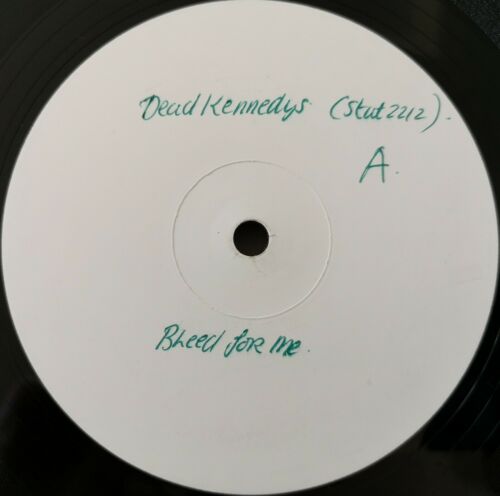 Dead Kennedys. (Stat 2212).
A.
Bleed for me.